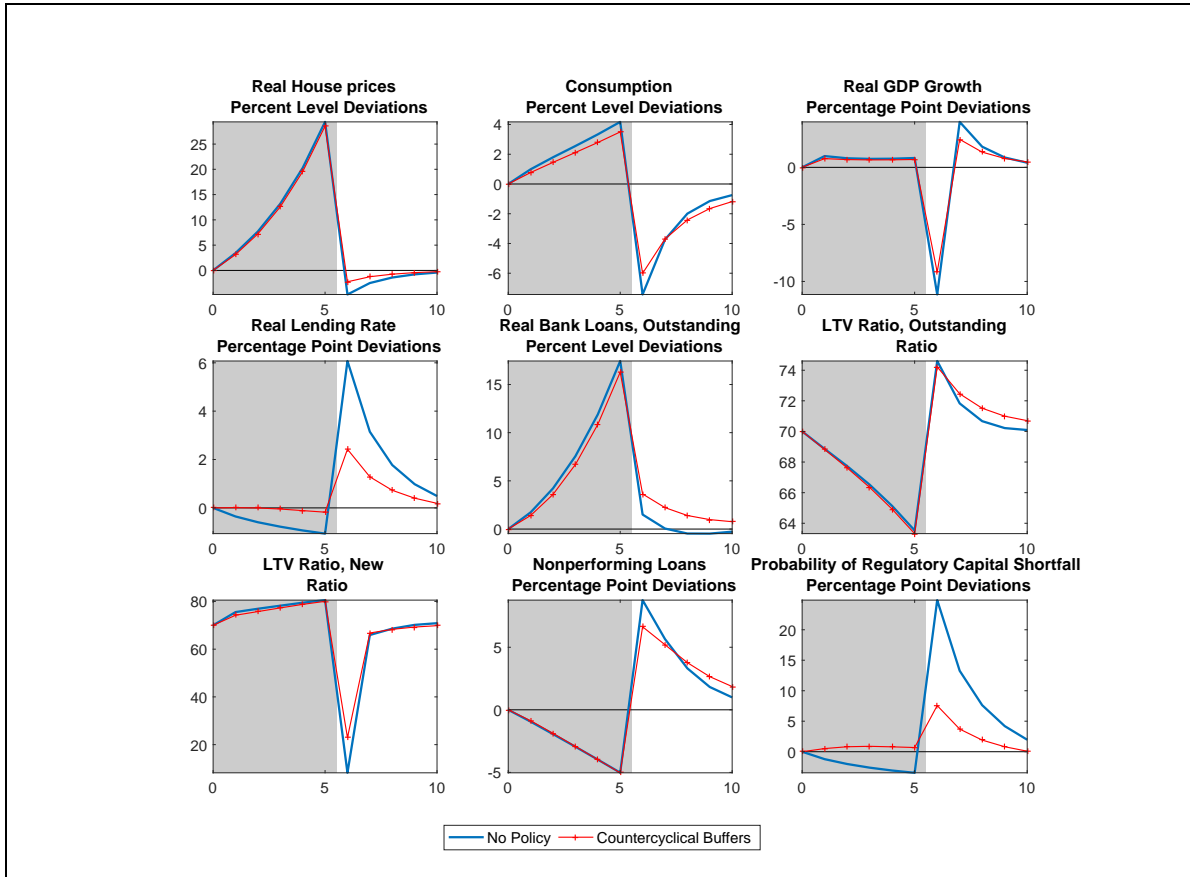 Real House prices
Percent Level Deviations
25
20
15
10
5
0
0 5 10
Consumption
Percent Level Deviations
4
2
0
-2
-4
-6
0 5 10
Real GDP Growth
Percentage Point Deviations
0
-5
-10
0 5 10
Real Lending Rate
Percentage Point Deviations
6
4
2
0
0 5 10
Real Bank Loans, Outstanding
Percent Level Deviations
15
10
5
0
0 5 10
LTV Ratio, Outstanding
Ratio
74
72
70
68
66
64
0 5 10
LTV Ratio, New
Ratio
80
60
40
20
0 5 10
Nonperforming Loans
Percentage Point Deviations
5
0
-5
0 5 10
Probability of Regulatory Capital Shortfall
Percentage Point Deviations
20
15
10
5
0
0 5 10
No Policy Countercyclical Buffers